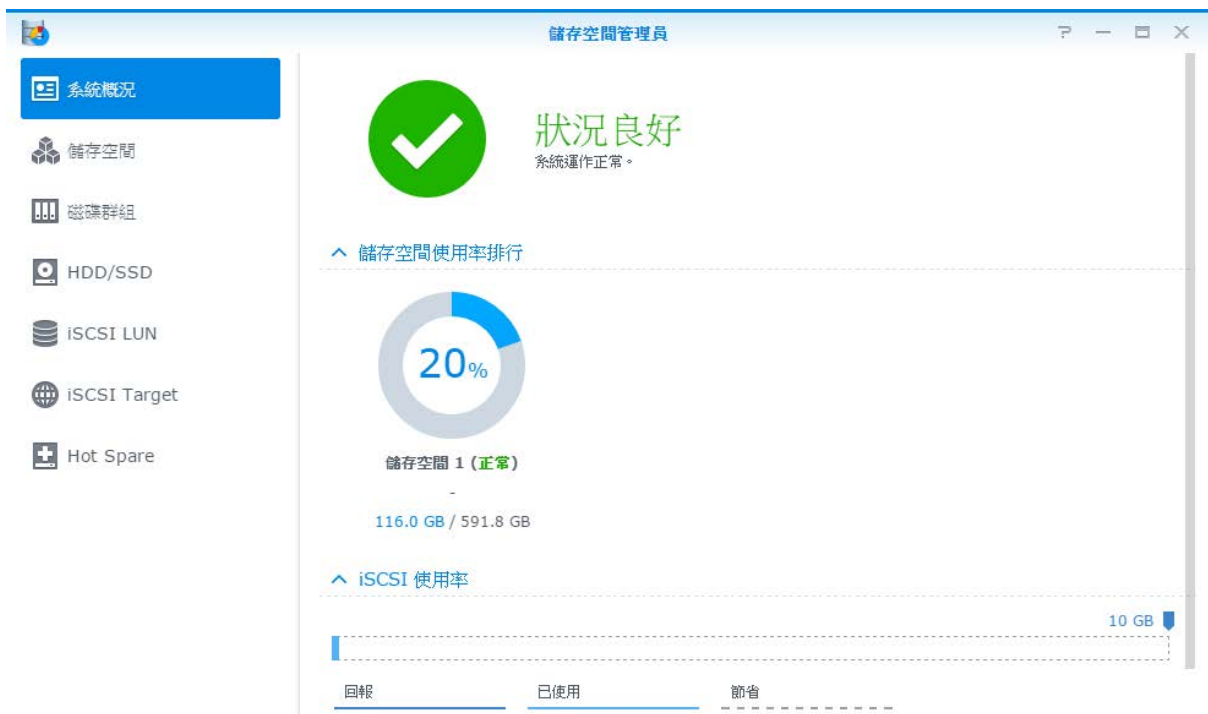 儲存空間管理員
系統概況
儲存空間
磁碟群組
HDD/SSD
iSCSI LUN
iSCSI Target
Hot Spare
狀況良好
系統運作正常。
儲存空間使用率排行
20%
儲存空間 1 (正常)
-
116.0 GB / 591.8 GB
iSCSI 使用率
10 GB
回報 已使用 節省